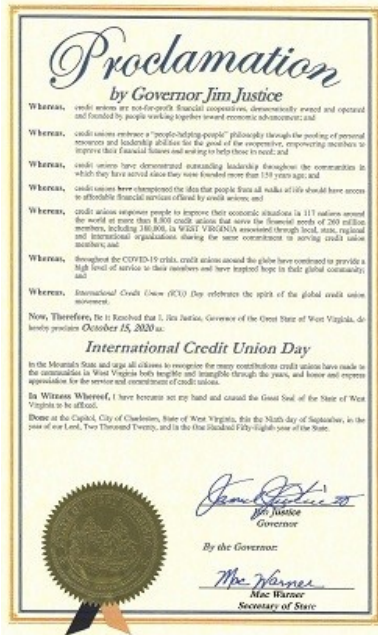 Proclamation
by Governor Jim Justice
Whereas, credit unions are not-for-profit financial cooperatives, democratically owned and operated
and founded by people working together toward economic advancement; and
Whereas, credit unions embrace a "people-helping-people" philosophy through the pooling of personal
resources and leadership abilities for the good of the cooperative, empowering members to
improve their financial futures and uniting to help those in need; and
Whereas, credit unions have demonstrated outstanding leadership throughout the communities in
which they have served since they were founded more than 150 years ago; and
Whereas, credit unions have championed the idea that people from all walks of life should have access
to affordable financial services offered by credit unions; and
Whereas, credit unions empower people to improve their economic situations in 117 nations around
the world at more than 8,600 credit unions that serve the financial needs of 260 million
members, including 380,000, in WEST VIRGINIA associated through local, state, regional
and international organizations sharing the same commitment to serving credit union
members; and
Whereas, throughout the COVID-19 crisis, credit unions around the globe have continued to provide a
high level of service to their members and have inspired hope in their global community;
and
Whereas, International Credit Union (ICU) Day celebrates the spirit of the global credit union
movement.
Now, Therefore, Be it Resolved that I, Jim Justice, Governor of the Great State of West Virginia, do
hereby proclaim October 15, 2020 as:
International Credit Union Day
in the Mountain State and urge all citizens to recognize the many contributions credit unions have made to
the communities in West Virginia both tangible and intangible through the years, and honor and express
appreciation for the service and commitment of credit unions.
In Witness Whereof, I have hereunto set my hand and caused the Great Seal of the State of West
Virginia to be affixed.
Done at the Capitol, City of Charleston, State of West Virginia, this the Ninth day of September, in the
year of our Lord, Two Thousand Twenty, and in the One Hundred Fifty-Eighth year of the State.
Jim Justice
Governor
By the Governor:
Mac Warner
Mac Warner
Secretary of State